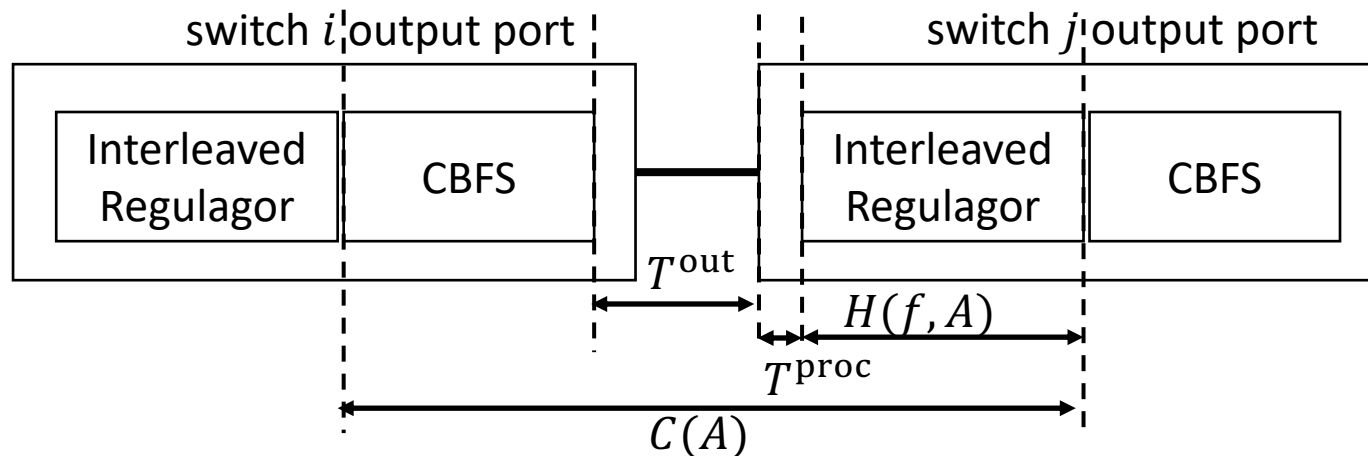 switch i output port
switch j output port
Interleaved
Regulagor
CBFS
Interleaved
Regulagor
CBFS
T^out
H(f, A)
T^proc
C(A)